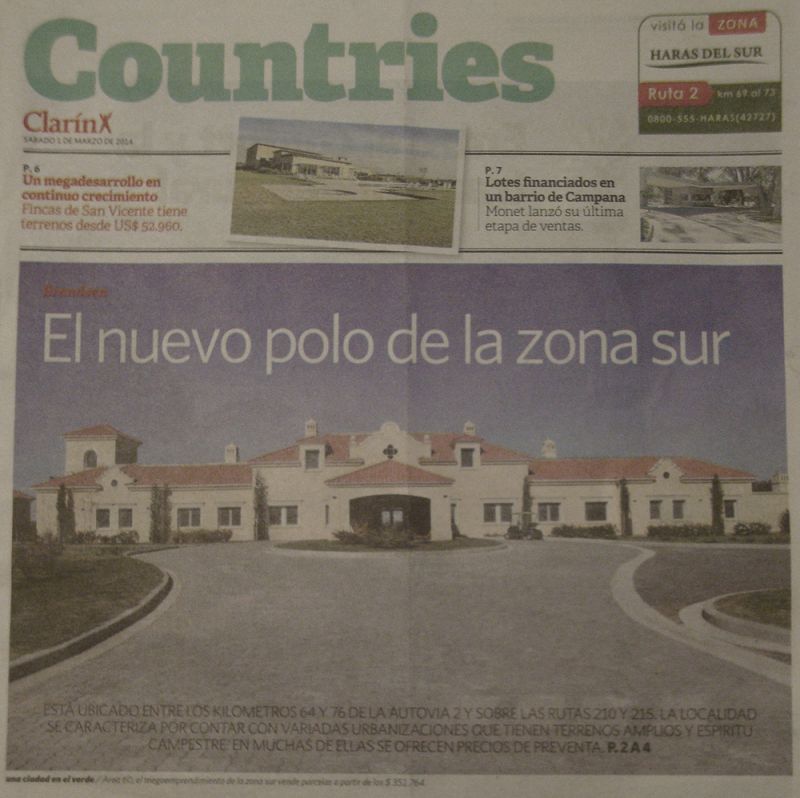 Countries
visitá la ZONA
HARAS DEL SUR
Ruta 2 km 69 al 73
0800-555-HARAS(42727)
Clarín
SABADO 1 DE MARZO DE 2014
P. 6
Un megadesarrollo en
continuo crecimiento
Fincas de San Vicente tiene
terrenos desde US$ 52.960.
P. 7
Lotes financiados en
un barrio de Campana
Monet lanzó su última
etapa de ventas.
Brandsen
El nuevo polo de la zona sur
ESTÁ UBICADO ENTRE LOS KILOMETROS 64 Y 76 DE LA AUTOVIA 2 Y SOBRE LAS RUTAS 210 Y 215. LA LOCALIDAD
SE CARACTERIZA POR CONTAR CON VARIADAS URBANIZACIONES QUE TIENEN TERRENOS AMPLIOS Y ESPIRITU
CAMPESTRE. EN MUCHAS DE ELLAS SE OFRECEN PRECIOS DE PREVENTA. P. 2 A 4
una ciudad en el verde / Area 60, el megaemprendimiento de la zona sur vende parcelas a partir de los $ 351.764.